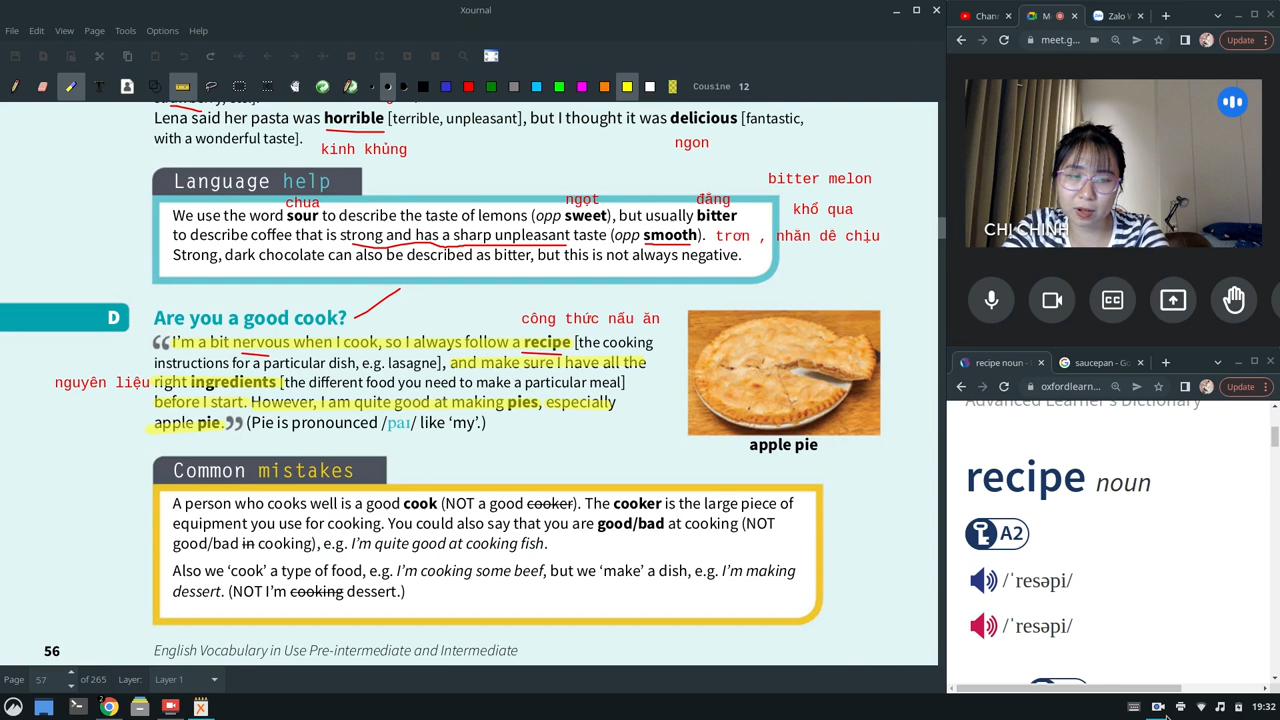 Xournal
File Edit View Page Tools Options Help
Cousine 12
Lena said her pasta was horrible [terrible, unpleasant], but I thought it was delicious [fantastic,
with a wonderful taste].
kinh khủng
ngon
Language help
bitter melon
khổ qua
chua ngọt đắng
We use the word sour to describe the taste of lemons (opp sweet), but usually bitter
to describe coffee that is strong and has a sharp unpleasant taste (opp smooth).
trơn , nhăn dê chịu
Strong, dark chocolate can also be described as bitter, but this is not always negative.
D
Are you a good cook?
công thức nấu ăn
“I’m a bit nervous when I cook, so I always follow a recipe [the cooking
instructions for a particular dish, e.g. lasagne], and make sure I have all the
nguyên liệu
right ingredients [the different food you need to make a particular meal]
before I start. However, I am quite good at making pies, especially
apple pie.” (Pie is pronounced /paɪ/ like ‘my’.)
apple pie
Common mistakes
A person who cooks well is a good cook (NOT a good cooker). The cooker is the large piece of
equipment you use for cooking. You could also say that you are good/bad at cooking (NOT
good/bad in cooking), e.g. I’m quite good at cooking fish.
Also we ‘cook’ a type of food, e.g. I’m cooking some beef, but we ‘make’ a dish, e.g. I’m making
dessert. (NOT I’m cooking dessert.)
56 English Vocabulary in Use Pre-intermediate and Intermediate
Page 57 of 265 Layer: Layer 1
Zalo
meet.g...
Update
CHỊ CHINH
recipe noun saucepan - Go
oxfordlearn...
Update
Advanced Learner's Dictionary
recipe noun
A2
/ˈresəpi/
/ˈresəpi/
2
19:32